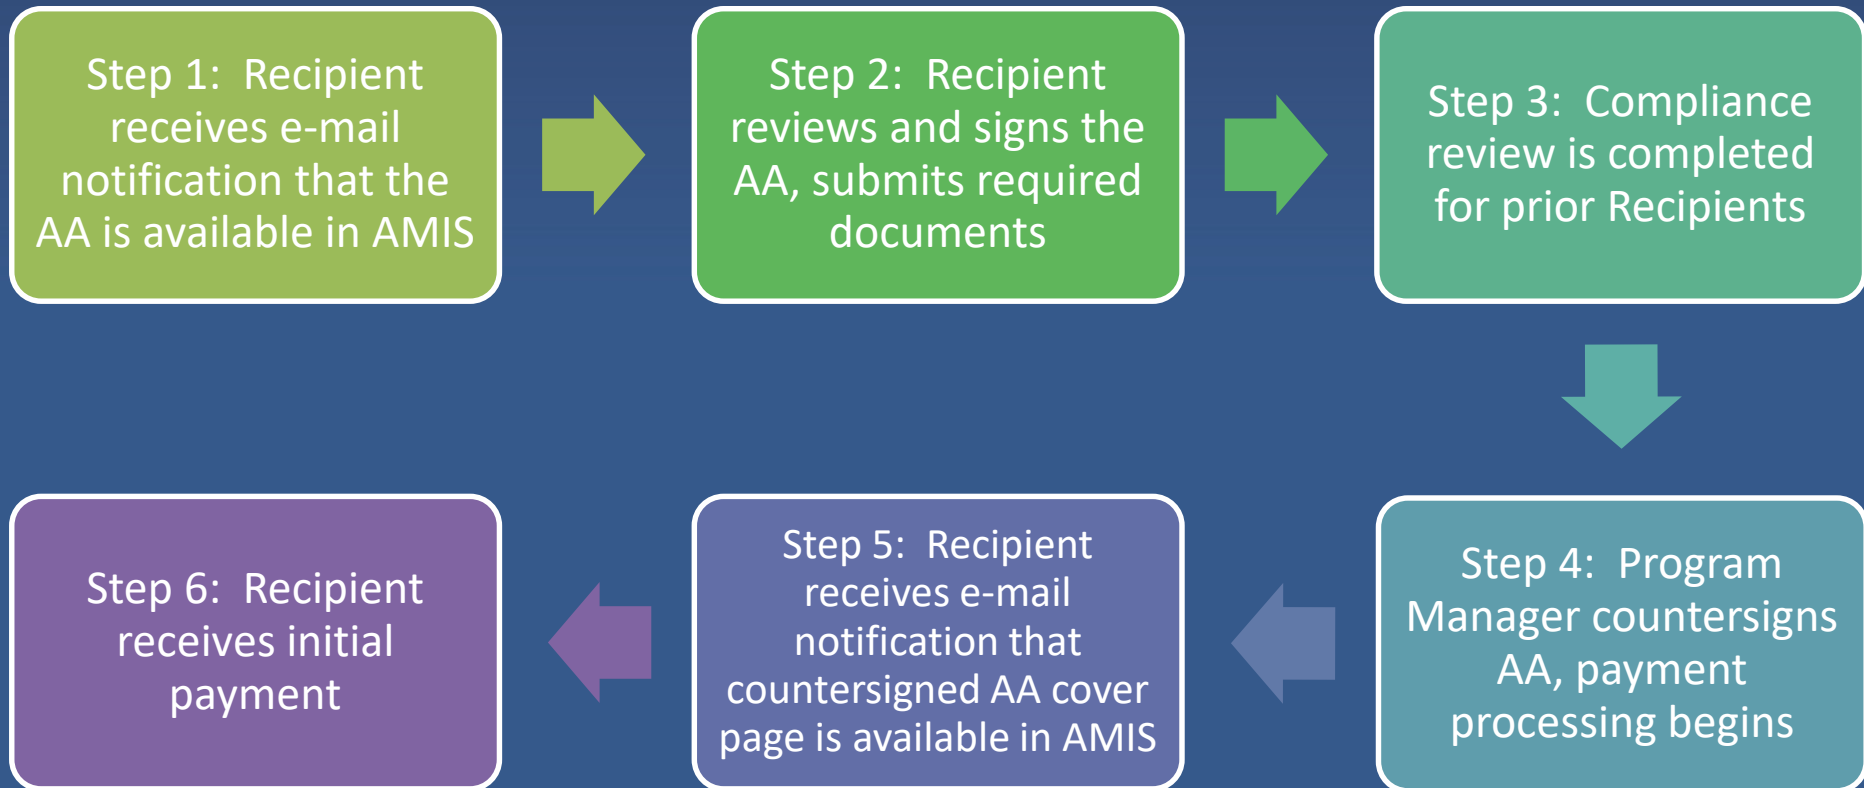 Step 1:  Recipient
receives e-mail
notification that the
AA is available in AMIS
Step 2:  Recipient
reviews and signs the
AA, submits required
documents
Step 3:  Compliance
review is completed
for prior Recipients
Step 4:  Program
Manager countersigns
AA, payment
processing begins
Step 5:  Recipient
receives e-mail
notification that
countersigned AA cover
page is available in AMIS
Step 6:  Recipient
receives initial
payment